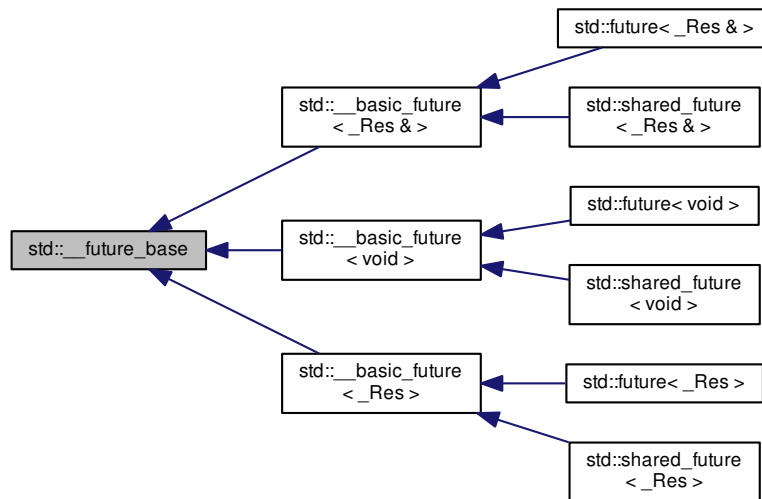 std::future< _Res & >
std::__basic_future
< _Res & >
std::shared_future
< _Res & >
std::future< void >
std::__future_base
std::__basic_future
< void >
std::shared_future
< void >
std::__basic_future
< _Res >
std::future< _Res >
std::shared_future
< _Res >